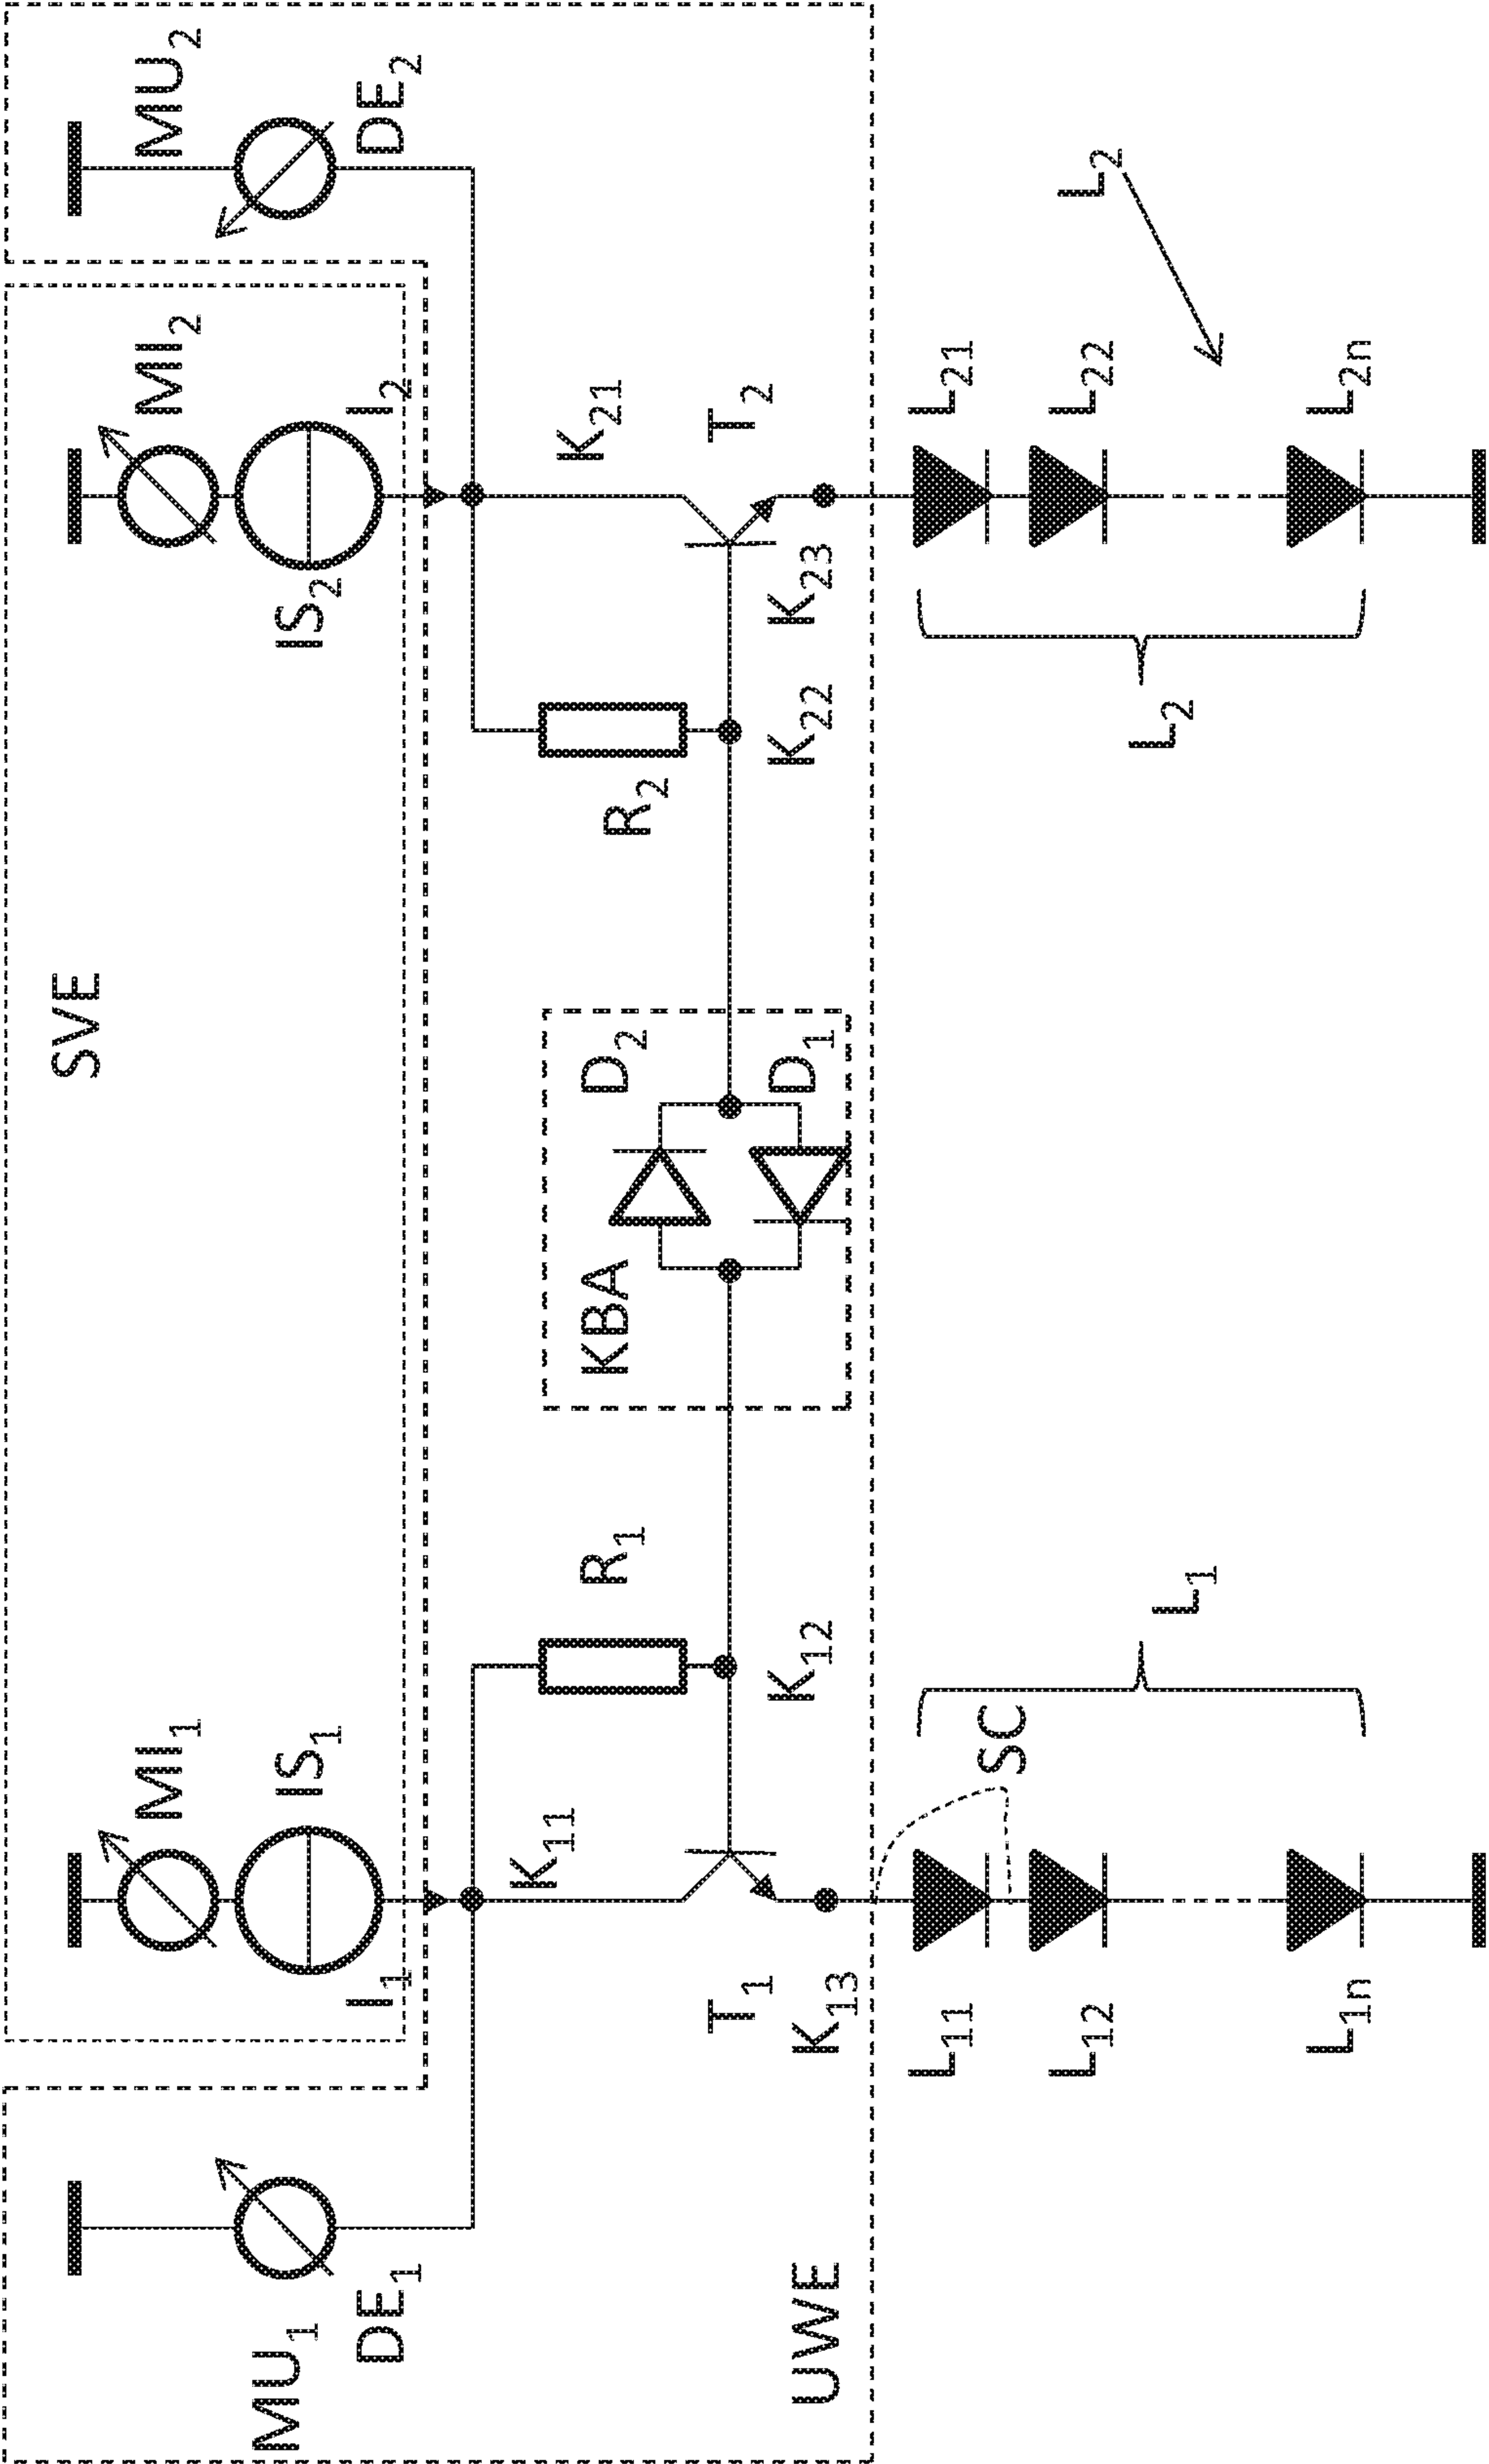 SVE
MI₁
MI₂
MU₂
MU₁
IS₁
IS₂
DE₁
I₁
I₂
DE₂
K₁₁
K₂₁
R₁
KBA
D₂
R₂
T₁
T₂
UWE
K₁₃
K₁₂
D₁
K₂₂
K₂₃
L₁₁
L₂₁
SC
L₁₂
L₂₂
L₂
L₁
L₂
L₁ₙ
L₂ₙ